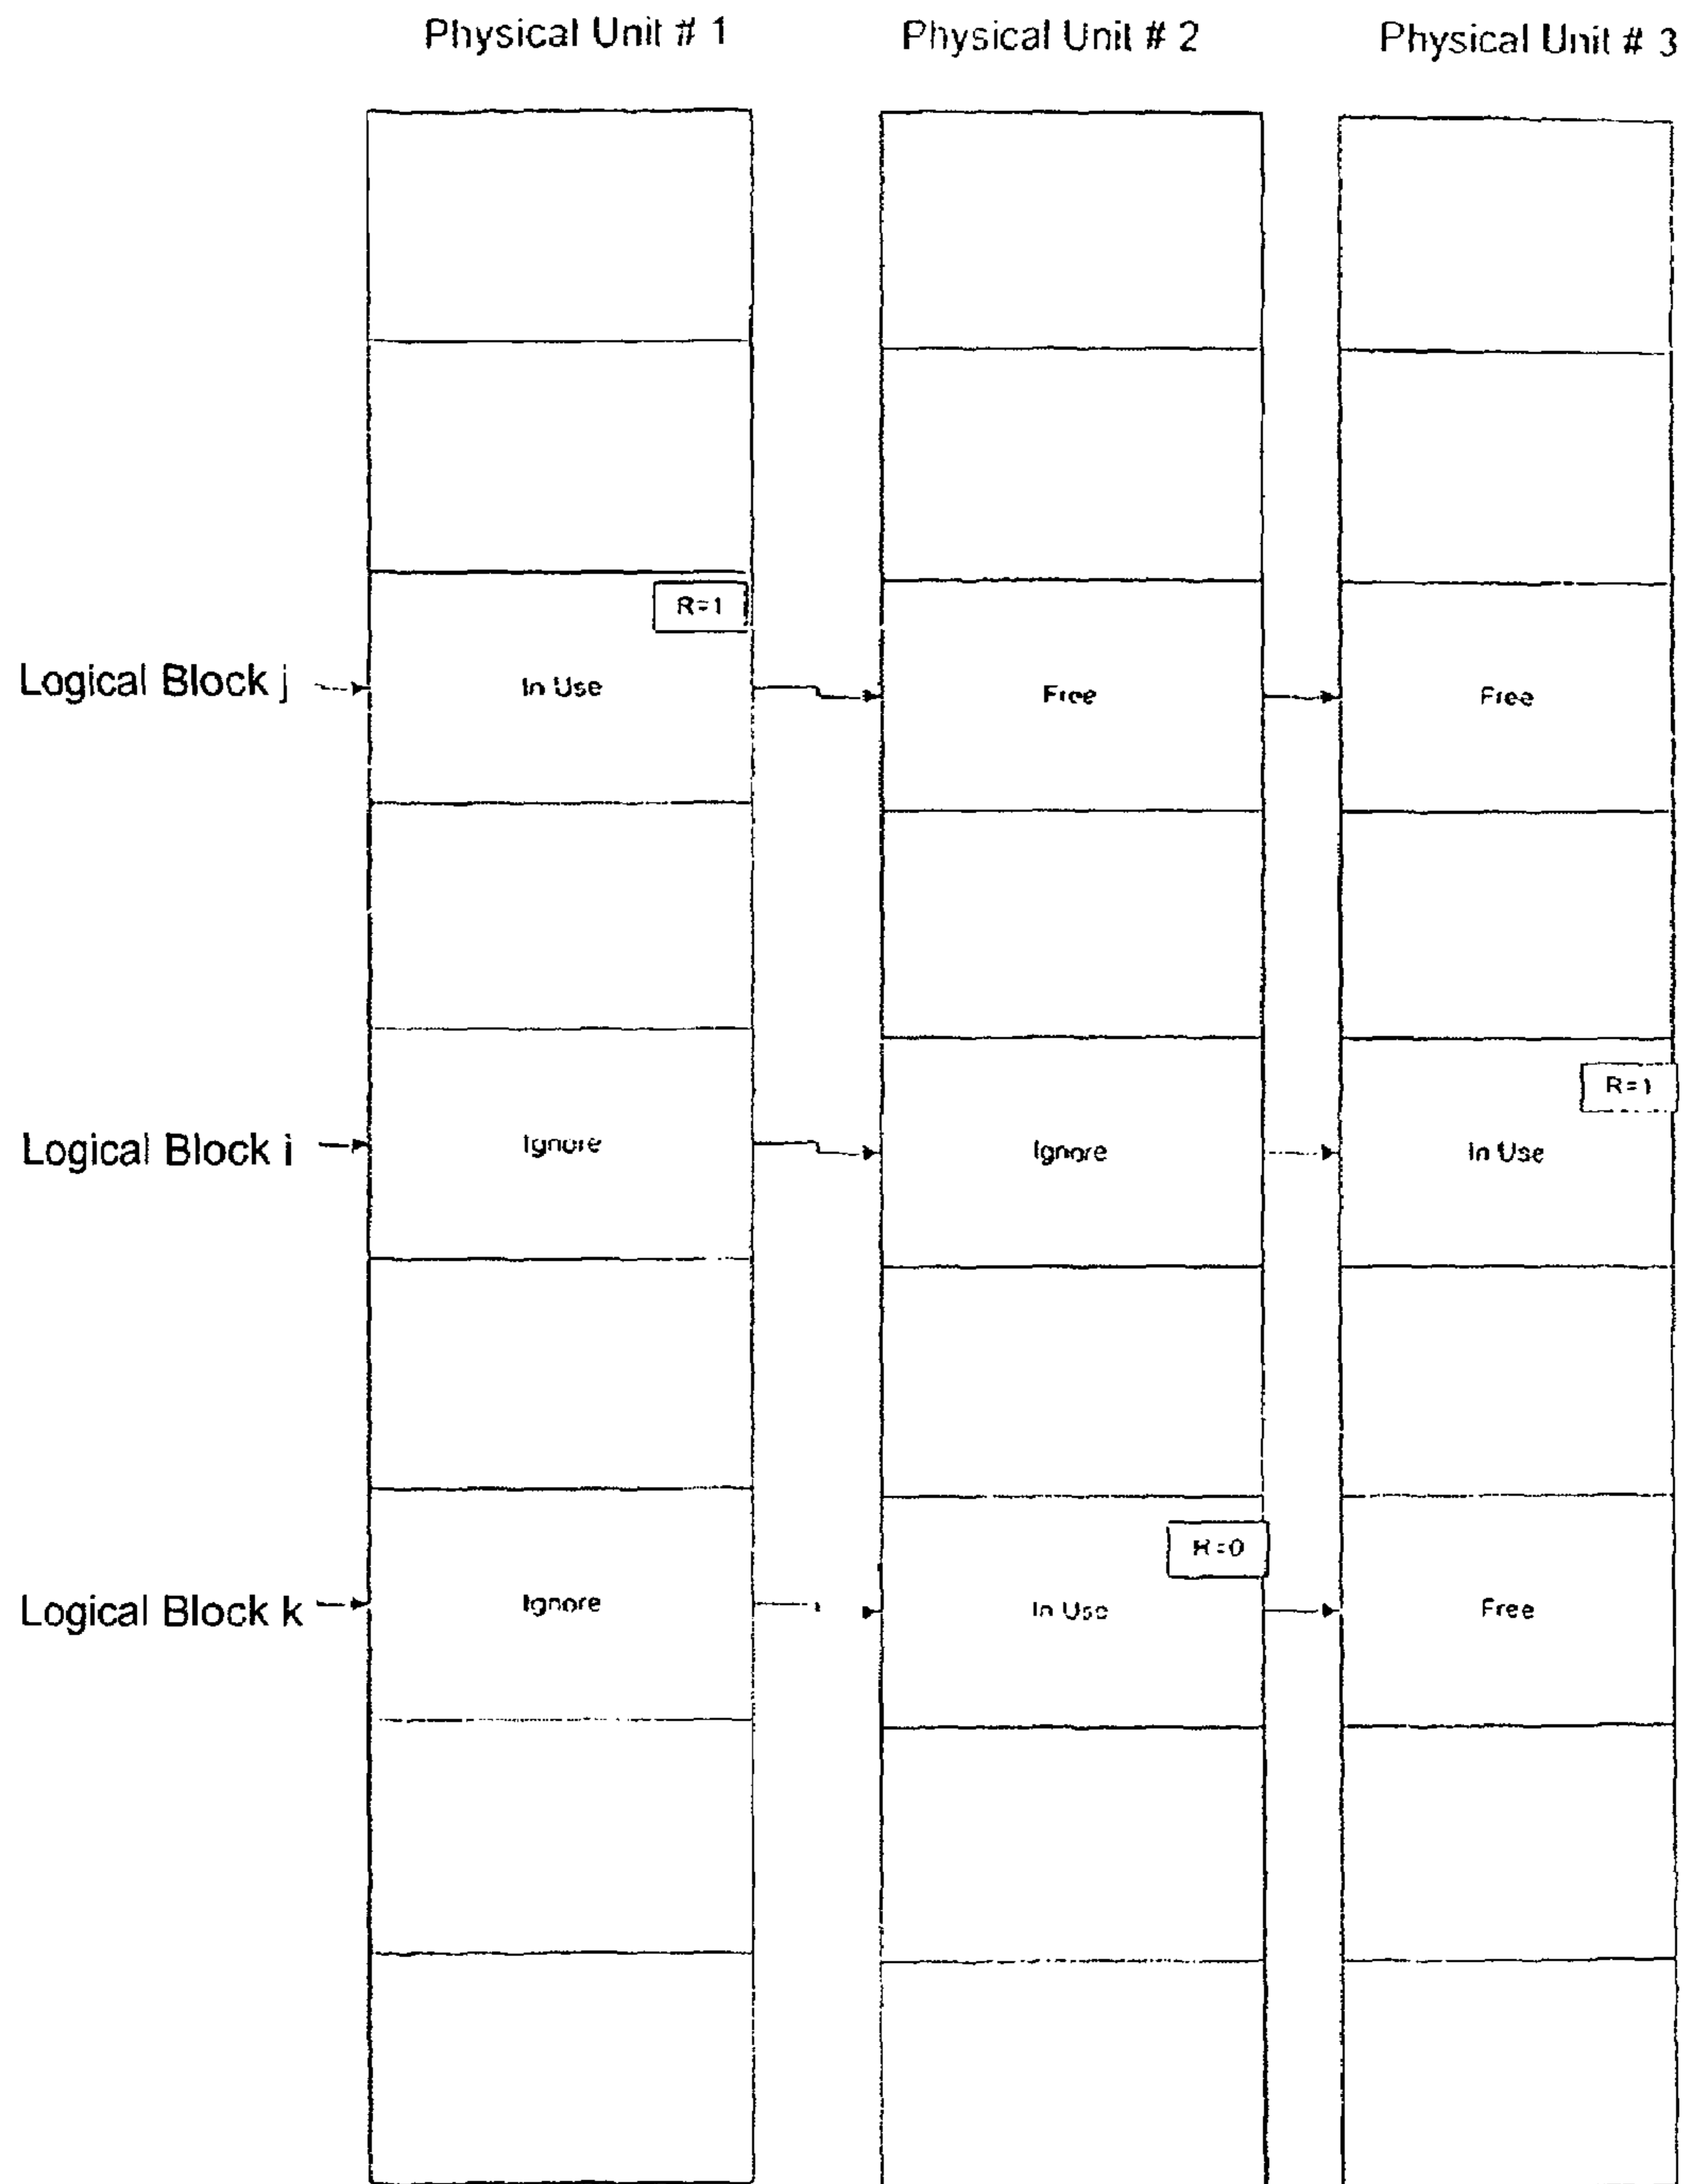 Physical Unit # 1
Physical Unit # 2
Physical Unit # 3
R=1
Logical Block j
In Use
Free
Free
R=1
Logical Block i
Ignore
Ignore
In Use
R=0
Logical Block k
Ignore
In Use
Free